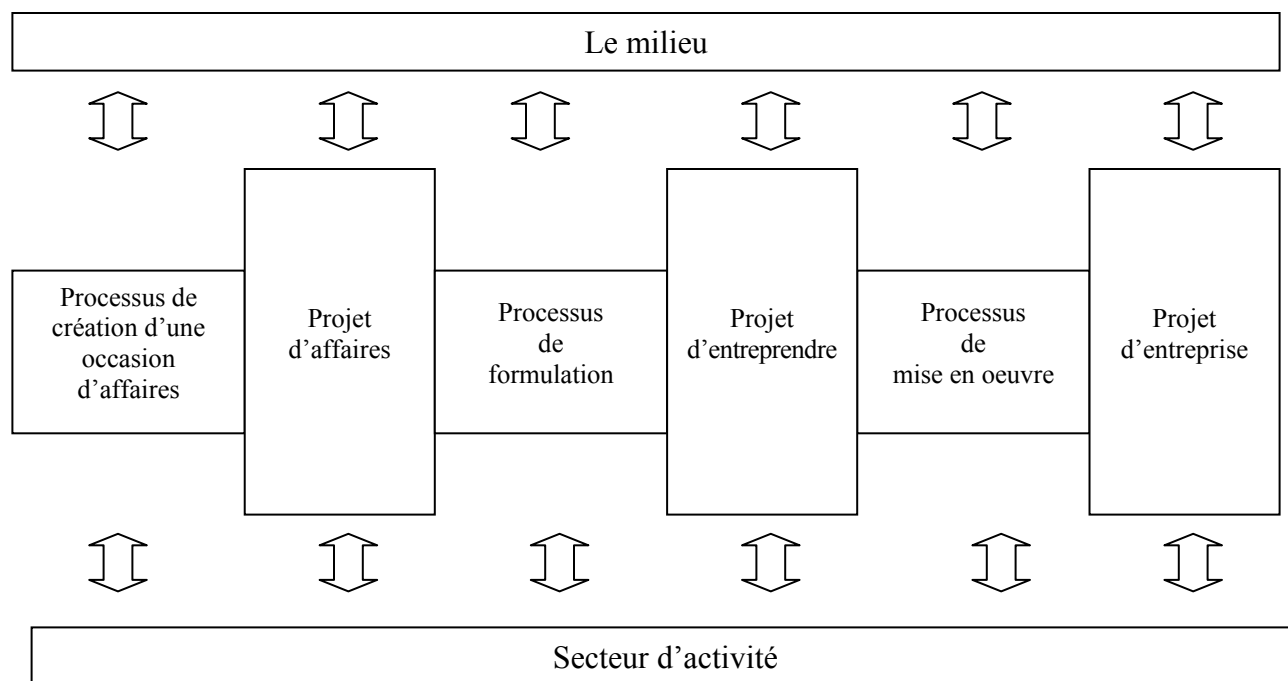 Le milieu
Processus de
création d’une
occasion
d’affaires
Projet
d’affaires
Processus
de
formulation
Projet
d’entreprendre
Processus
de
mise en oeuvre
Projet
d’entreprise
Secteur d’activité